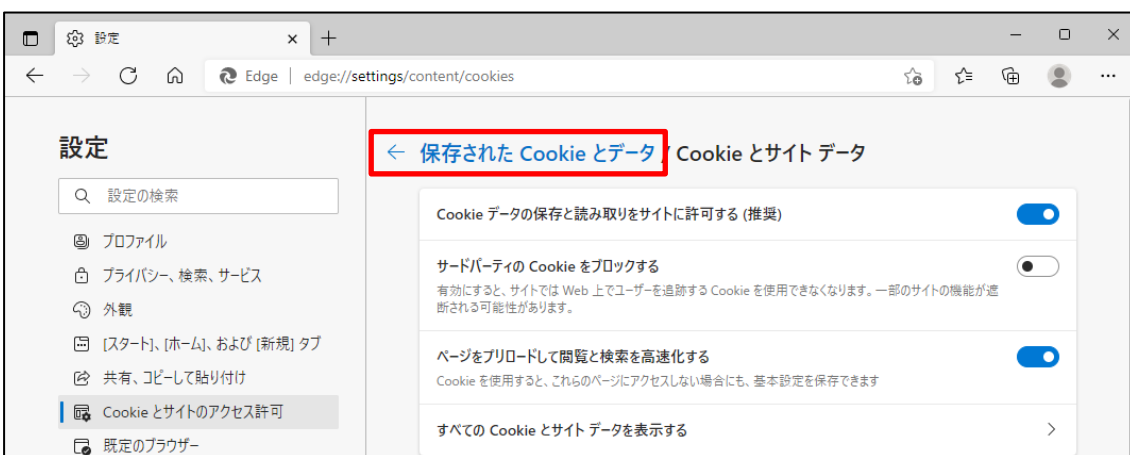 設定
Edge | edge://settings/content/cookies
設定
設定の検索
プロファイル
プライバシー、検索、サービス
外観
[スタート]、[ホーム]、および [新規] タブ
共有、コピーして貼り付け
Cookie とサイトのアクセス許可
既定のブラウザー
保存された Cookie とデータ / Cookie とサイト データ
Cookie データの保存と読み取りをサイトに許可する (推奨)
サードパーティの Cookie をブロックする
有効にすると、サイトでは Web 上でユーザーを追跡する Cookie を使用できなくなります。一部のサイトの機能が遮
断される可能性があります。
ページをプリロードして閲覧と検索を高速化する
Cookie を使用すると、これらのページにアクセスしない場合にも、基本設定を保存できます
すべての Cookie とサイト データを表示する